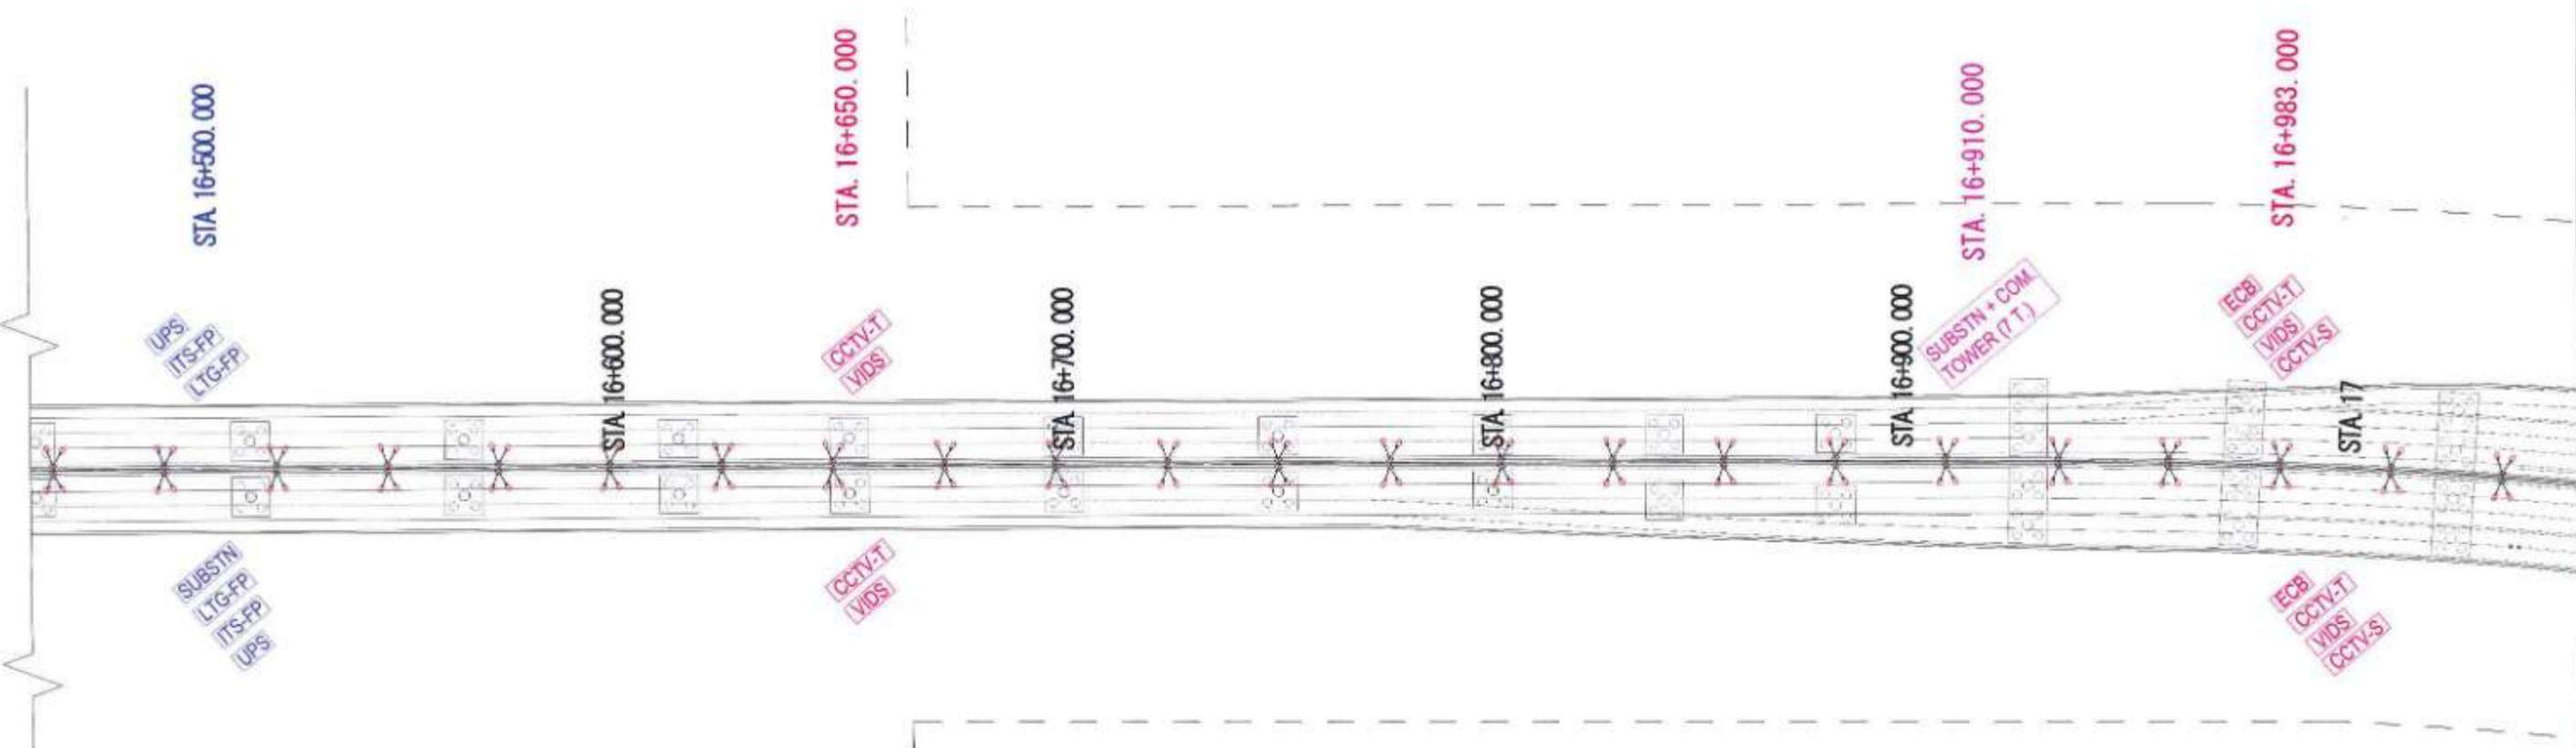 STA. 16+500. 000
STA. 16+650. 000
STA. 16+910. 000
STA. 16+983. 000
UPS
ITS-FP
LTG-FP
STA. 16+600. 000
CCTV-T
VIDS
STA. 16+700. 000
STA. 16+800. 000
STA. 16+900. 000
SUBSTN + COM.
TOWER (7 T.)
ECB
CCTV-T
VIDS
CCTV-S
STA. 17
SUBSTN
LTG-FP
ITS-FP
UPS
CCTV-T
VIDS
ECB
CCTV-T
VIDS
CCTV-S